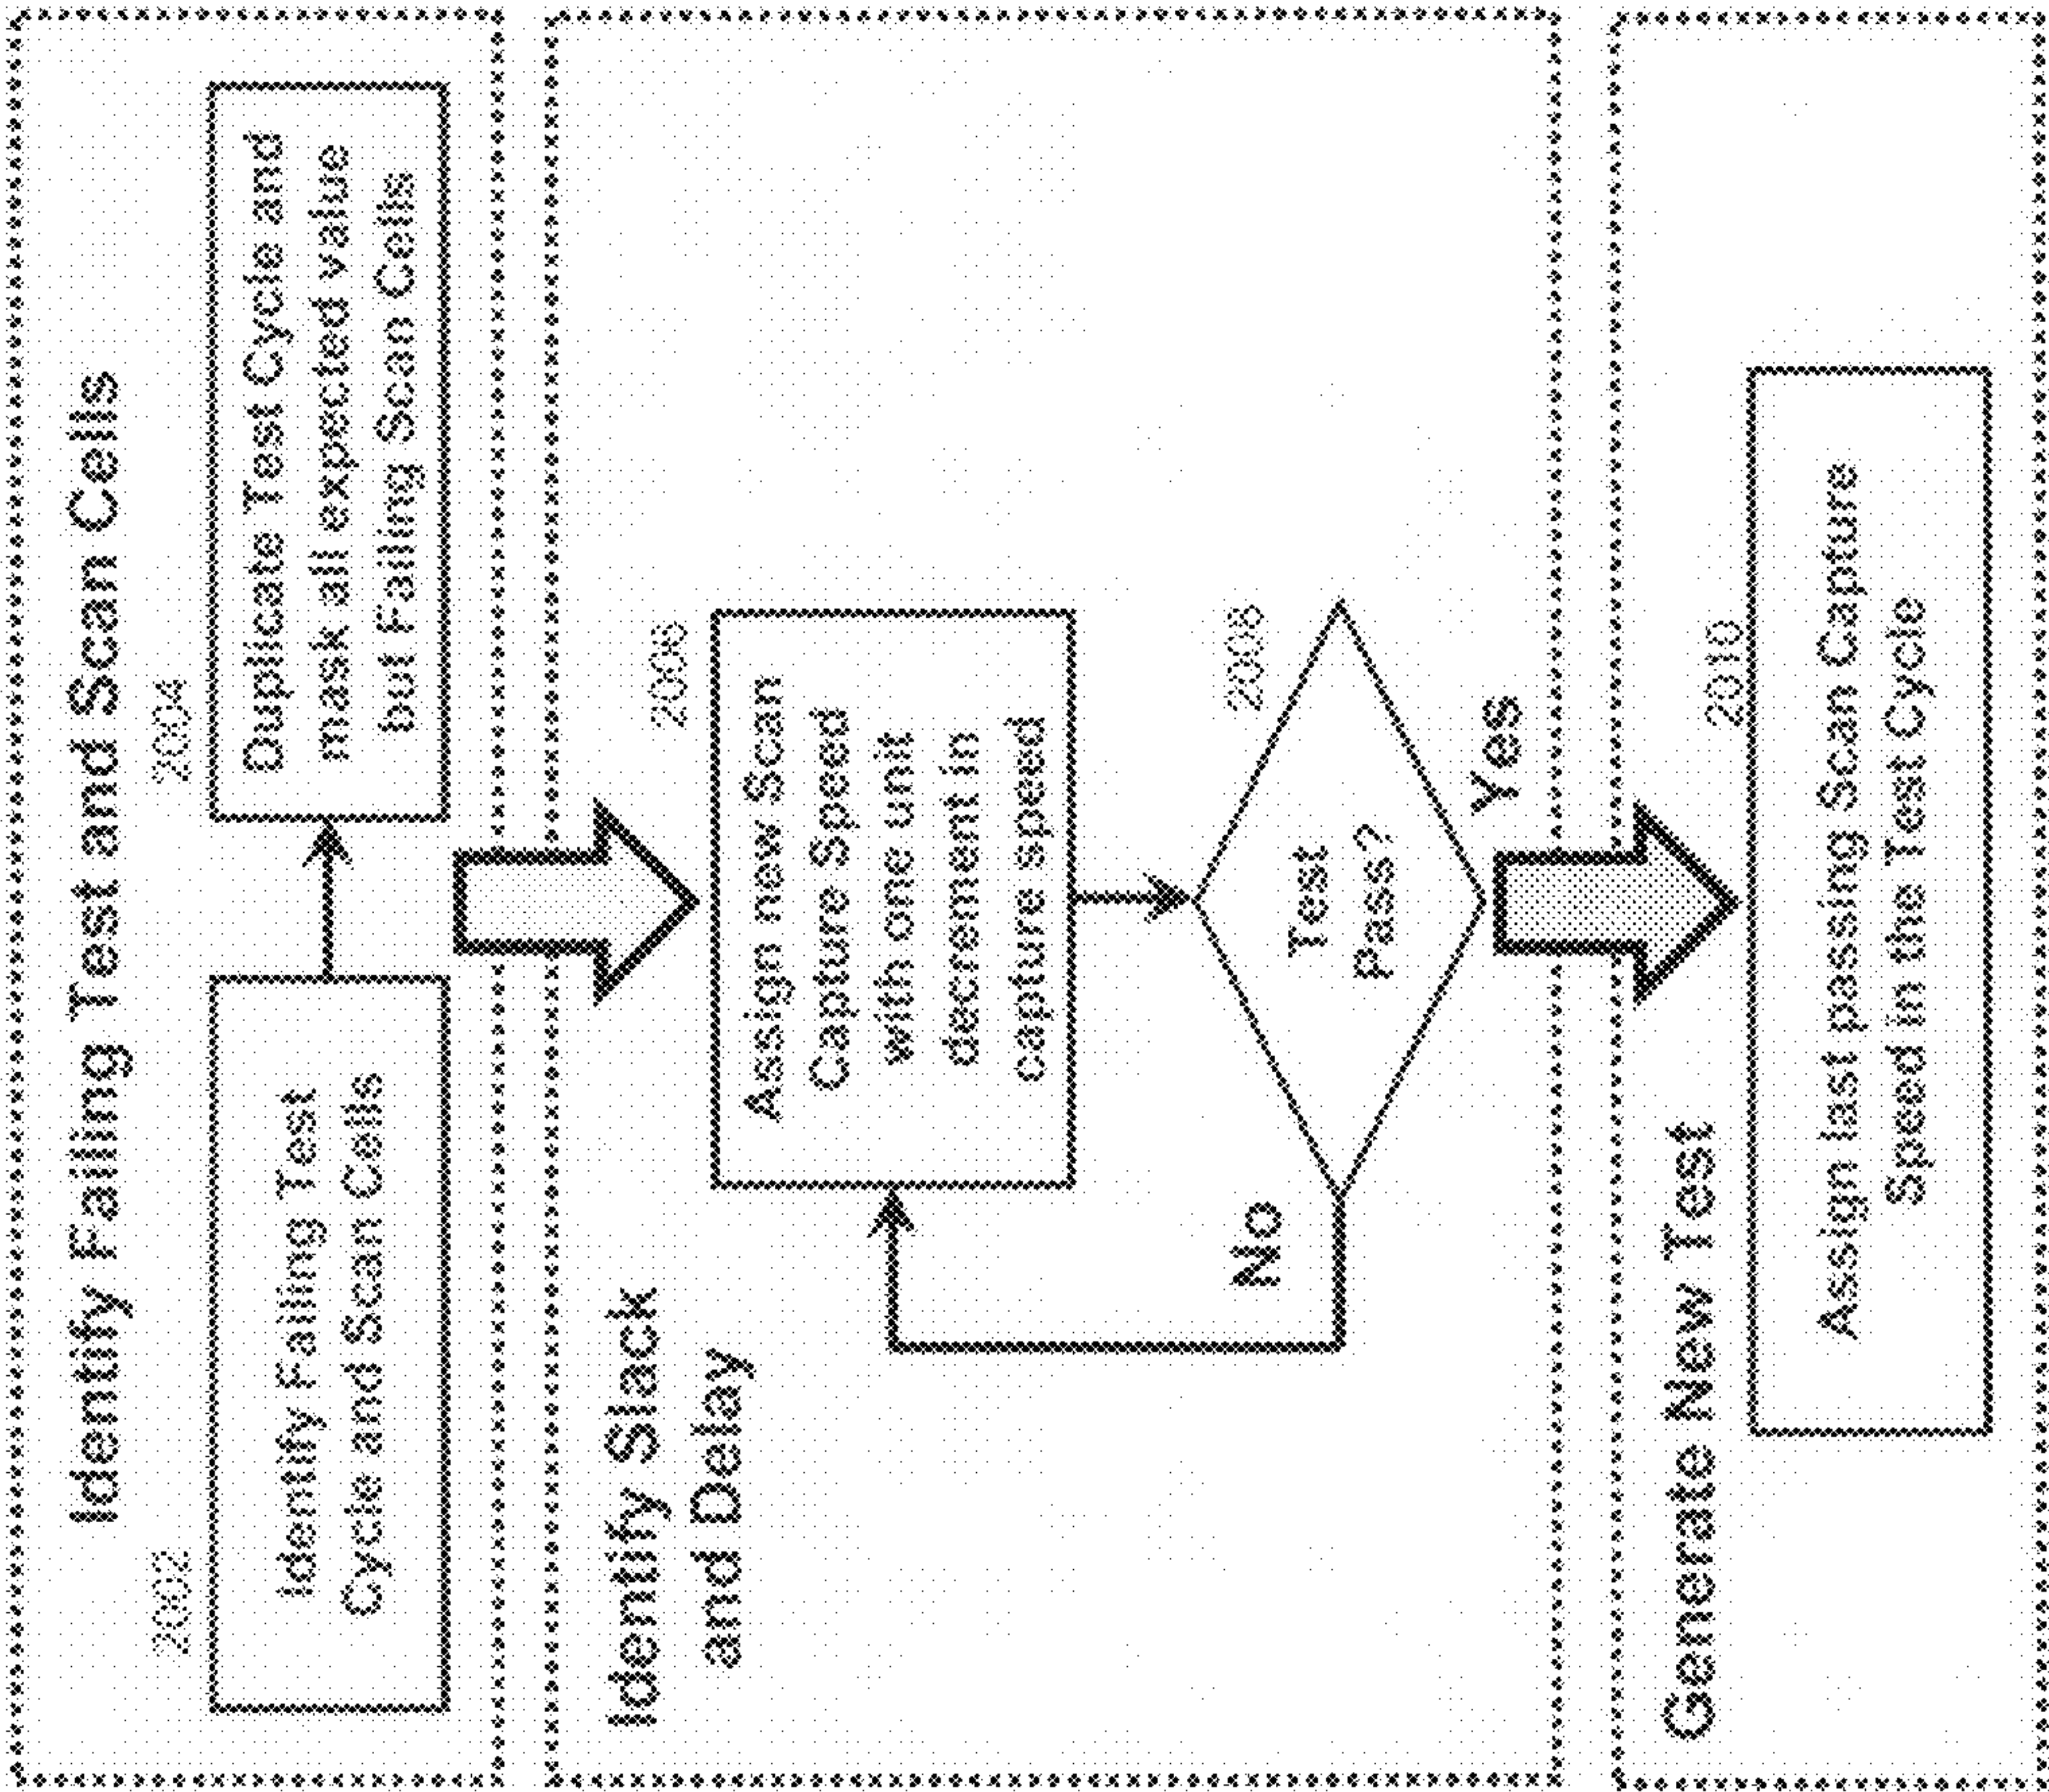 Identify Failing Test and Scan Cells
2002
Identify Failing Test
Cycle and Scan Cells
2004
Duplicate Test Cycle and
mask all expected value
but Failing Scan Cells
Identify Slack
and Delay
2006
Assign new Scan
Capture Speed
with one unit
decrement in
capture speed
2008
Test
Pass?
No
Yes
Generate New Test
2010
Assign last passing Scan Capture
Speed in the Test Cycle